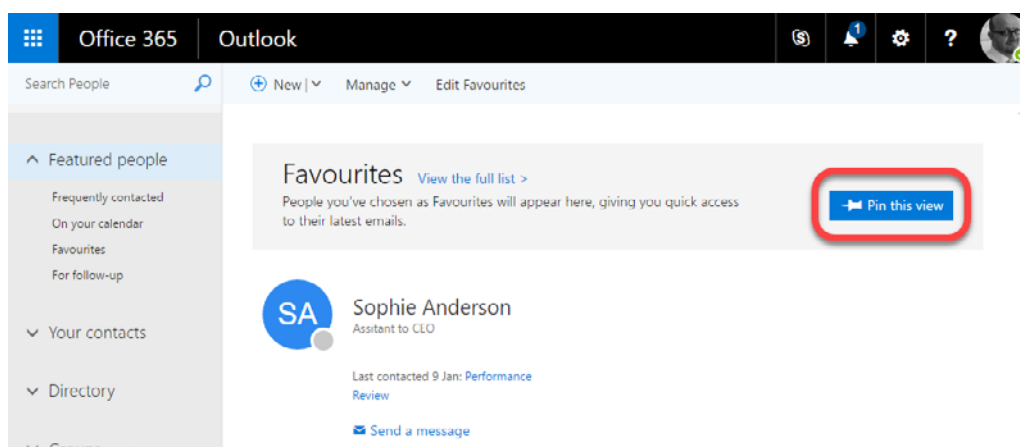 Office 365
Outlook
1
?
Search People
New
Manage
Edit Favourites
Featured people
Frequently contacted
On your calendar
Favourites
For follow-up
Your contacts
Directory
Favourites View the full list >
People you've chosen as Favourites will appear here, giving you quick access
to their latest emails.
Pin this view
SA
Sophie Anderson
Assitant to CEO
Last contacted 9 Jan: Performance
Review
Send a message